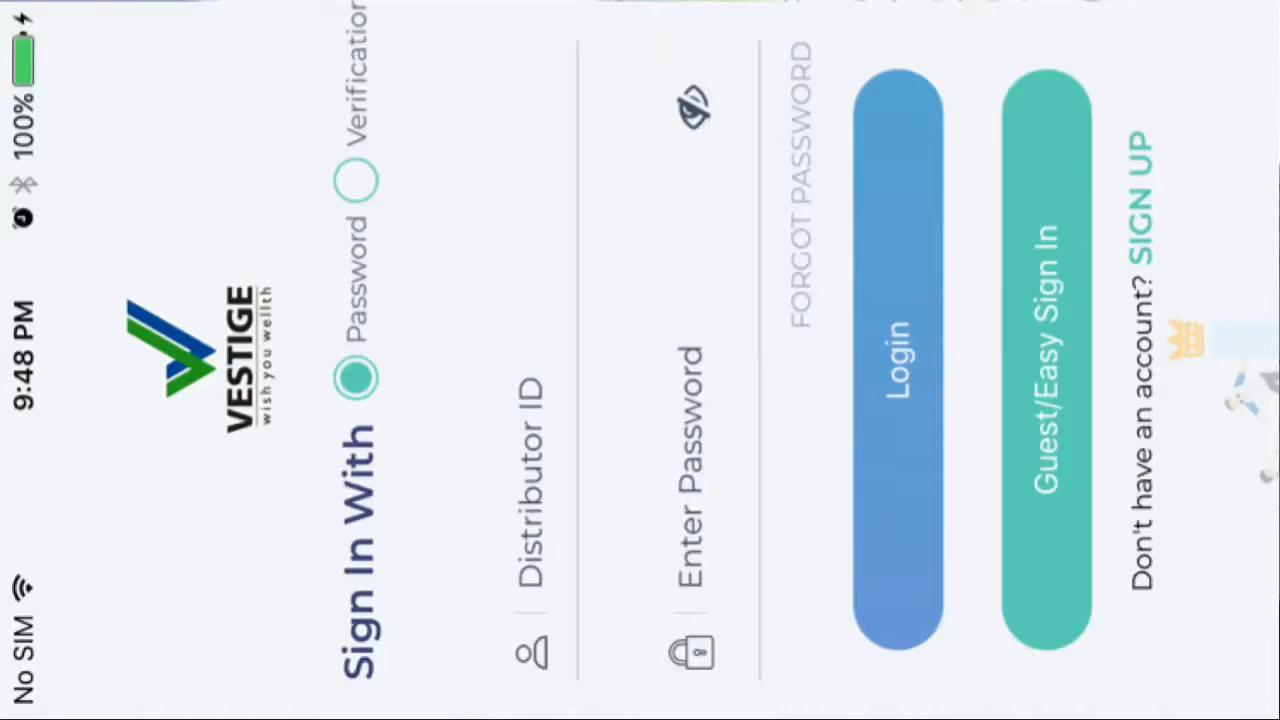 No SIM 9:48 PM 100%
VESTIGE
wish you wellth
Sign In With Password Verification
Distributor ID
Enter Password
FORGOT PASSWORD
Login
Guest/Easy Sign In
Don't have an account? SIGN UP